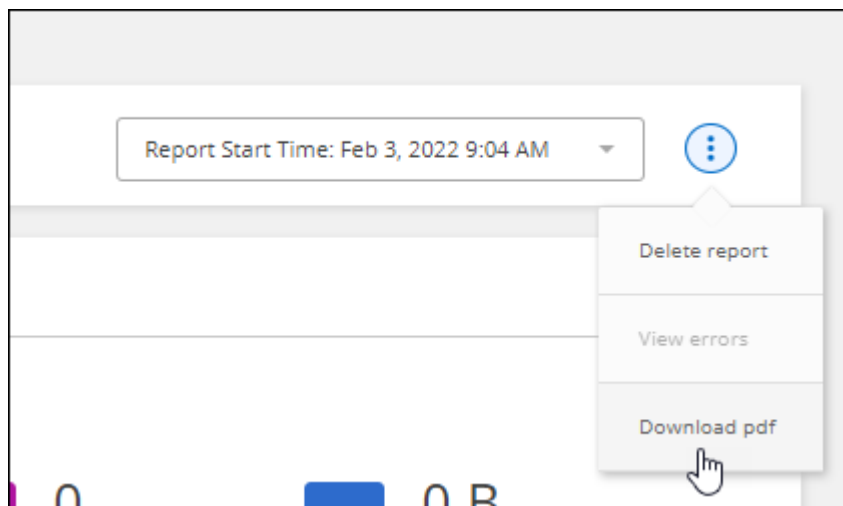 Report Start Time: Feb 3, 2022 9:04 AM
Delete report
View errors
Download pdf
0
0 B